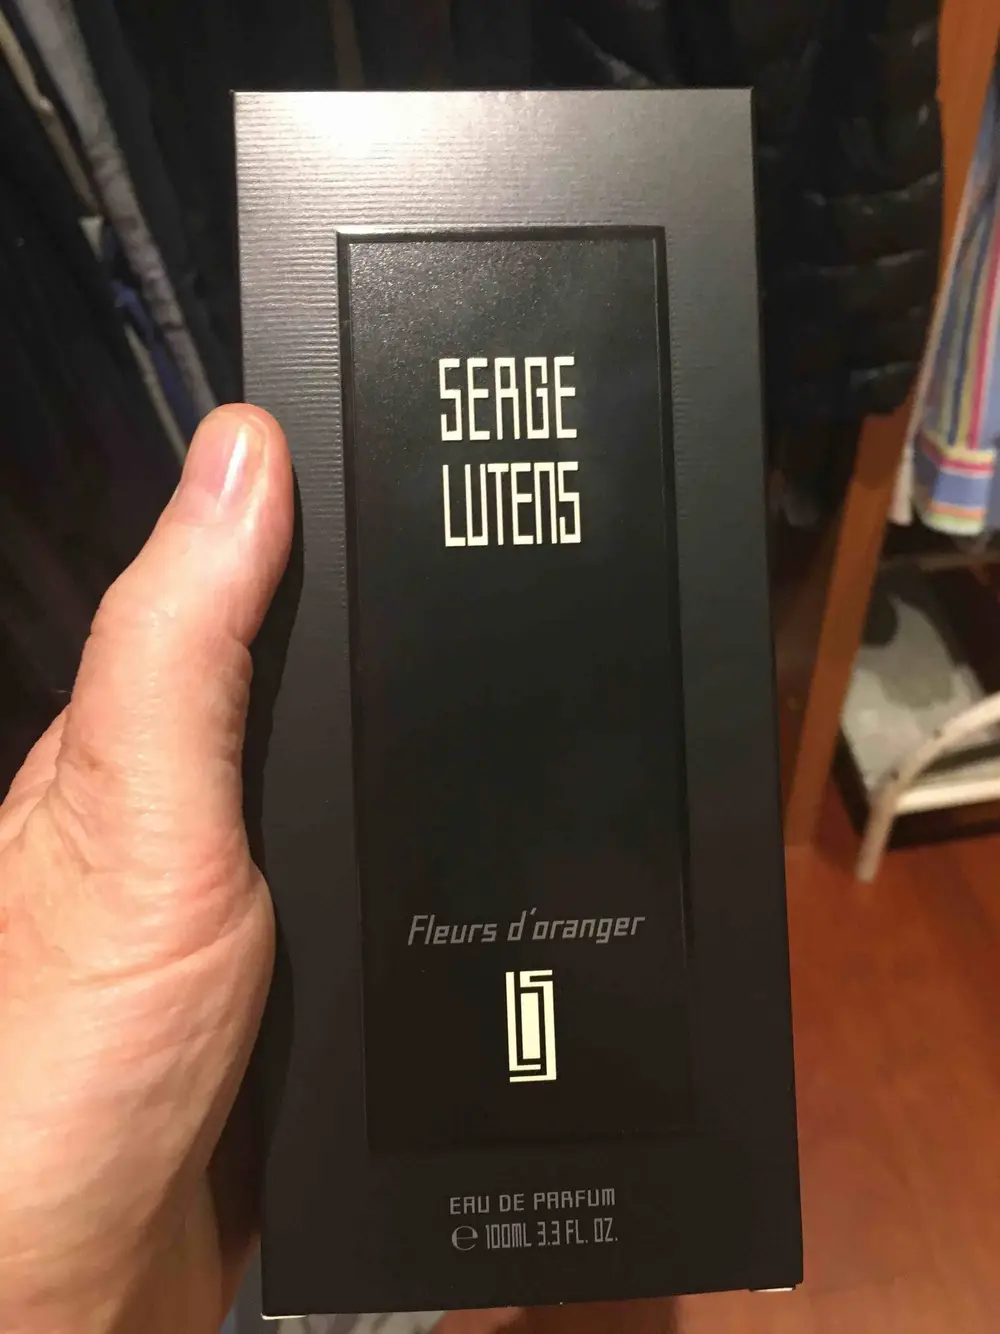 SERGE
LUTENS
Fleurs d'oranger
EAU DE PARFUM
℮ 100ML 3.3 FL. OZ.